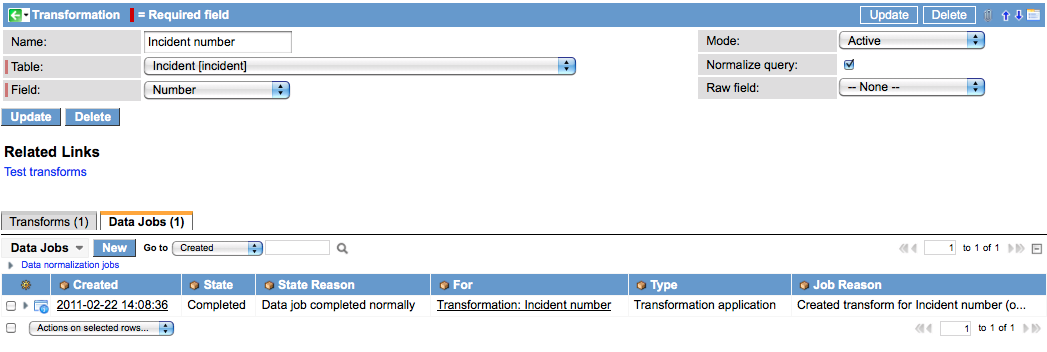 Transformation = Required field Update Delete
Name: Incident number Mode: Active
Table: Incident [incident] Normalize query:
Field: Number Raw field: -- None --
Update Delete
Related Links
Test transforms
Transforms (1) Data Jobs (1)
Data Jobs New Go to Created 1 to 1 of 1
Data normalization jobs
Created State State Reason For Type Job Reason
2011-02-22 14:08:36 Completed Data job completed normally Transformation: Incident number Transformation application Created transform for Incident number (o...
Actions on selected rows... 1 to 1 of 1